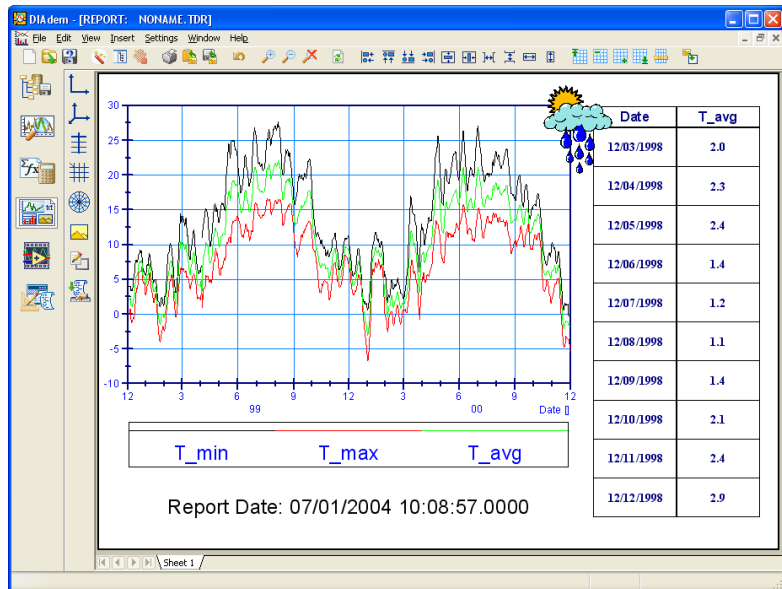 DIAdem - [REPORT: NONAME.TDR]
File Edit View Insert Settings Window Help
Date T_avg
12/03/1998 2.0
12/04/1998 2.3
12/05/1998 2.4
12/06/1998 1.4
12/07/1998 1.2
12/08/1998 1.1
12/09/1998 1.4
12/10/1998 2.1
12/11/1998 2.4
12/12/1998 2.9
30
25
20
15
10
5
0
-5
-10
12 3 6 9 12 3 6 9 12
99 00 Date []
T_min T_max T_avg
Report Date: 07/01/2004 10:08:57.0000
Sheet 1